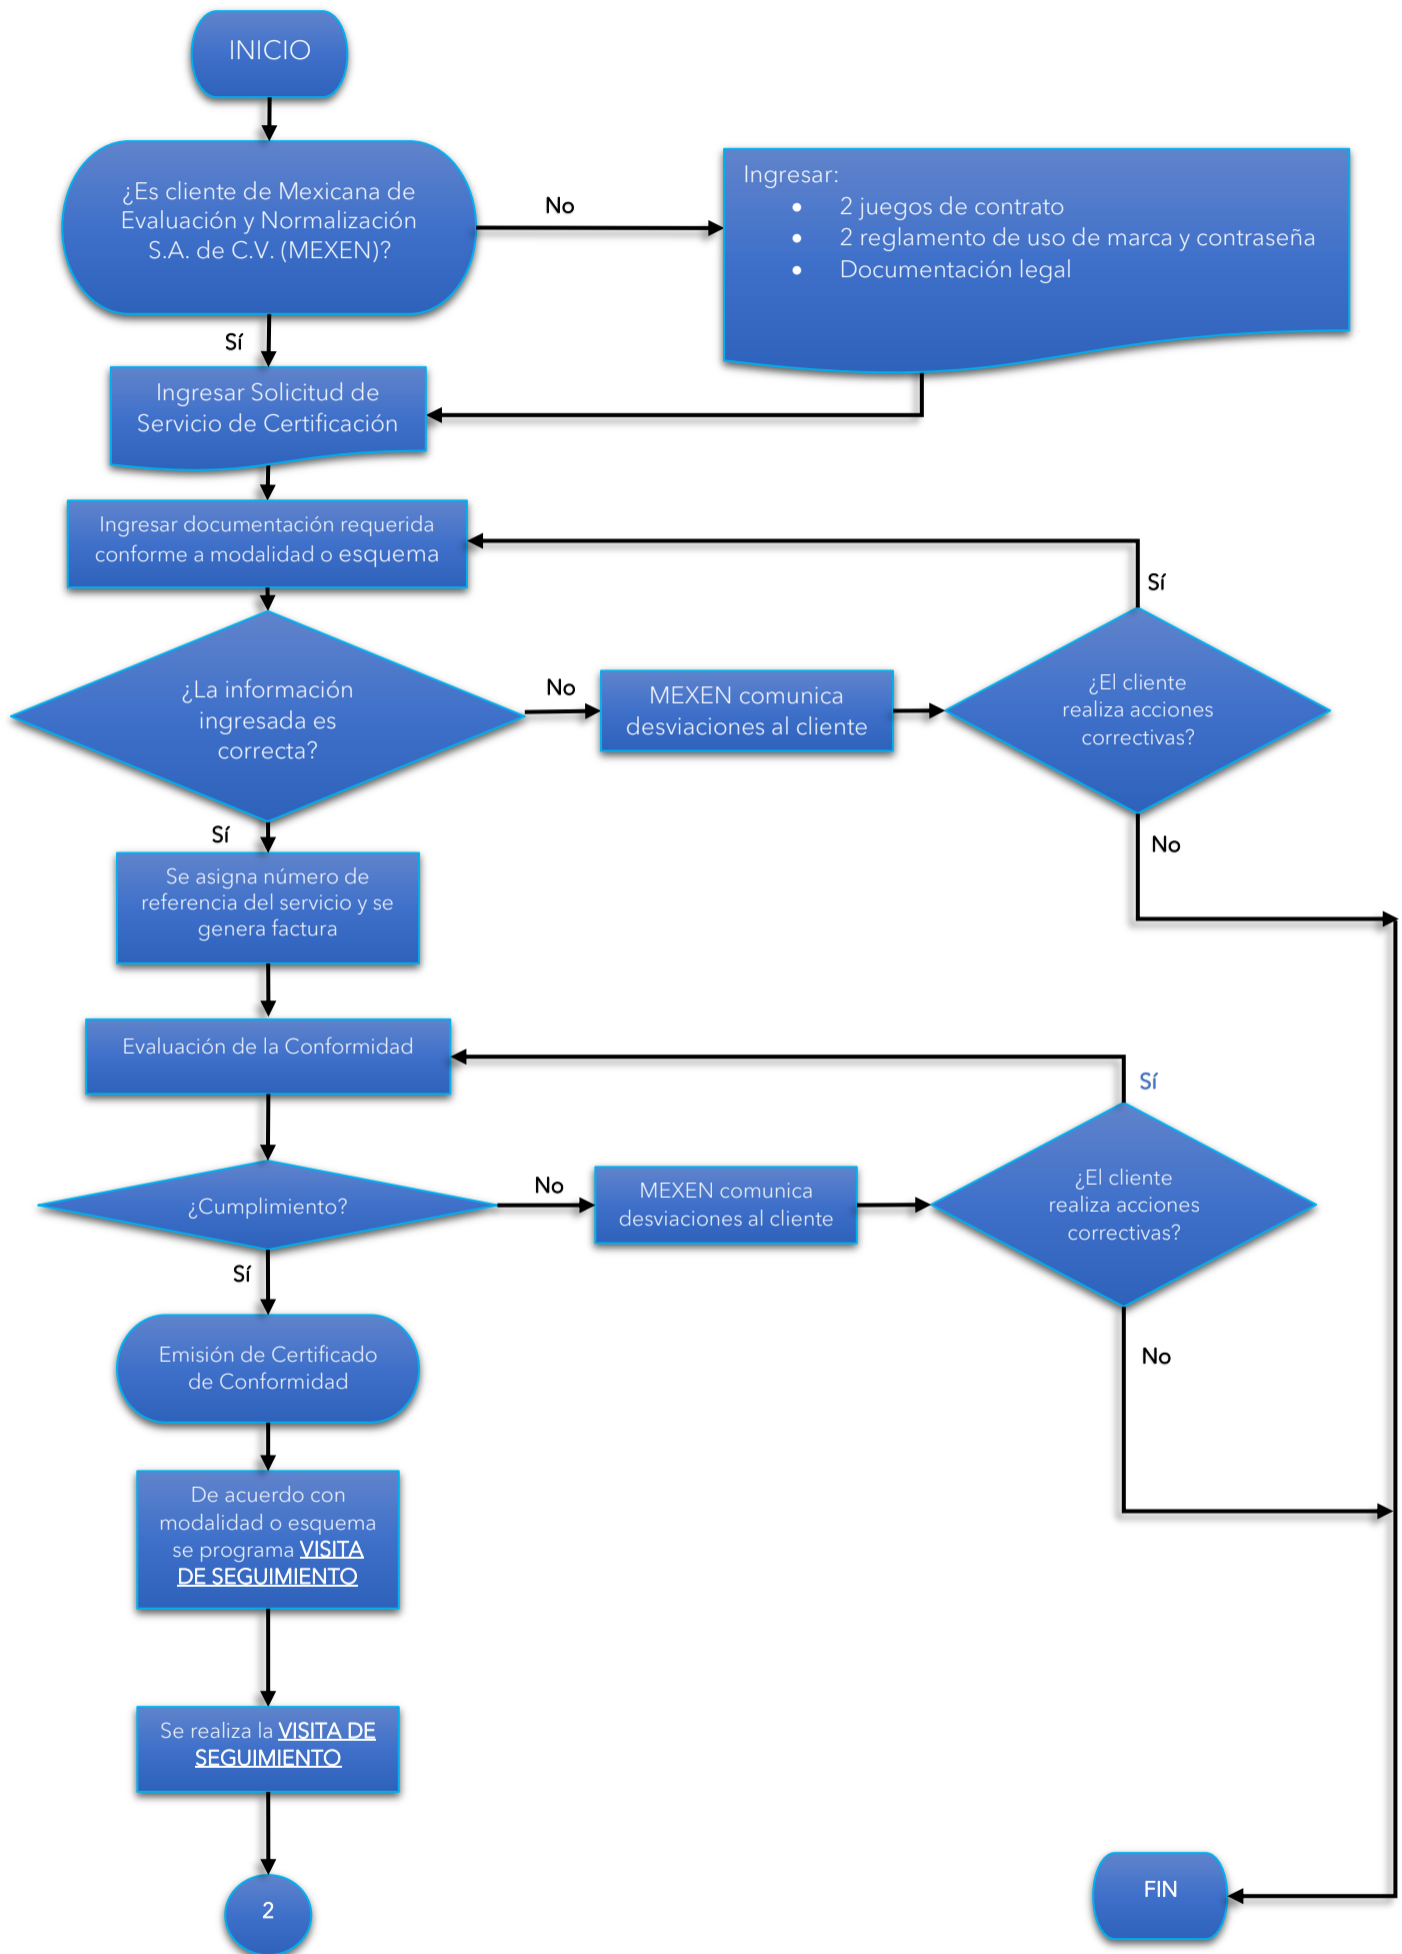 INICIO
¿Es cliente de Mexicana de
Evaluación y Normalización
S.A. de C.V. (MEXEN)?
No
Ingresar:
• 2 juegos de contrato
• 2 reglamento de uso de marca y contraseña
• Documentación legal
Sí
Ingresar Solicitud de
Servicio de Certificación
Ingresar documentación requerida
conforme a modalidad o esquema
Sí
¿La información
ingresada es
correcta?
No
MEXEN comunica
desviaciones al cliente
¿El cliente
realiza acciones
correctivas?
Sí
No
Se asigna número de
referencia del servicio y se
genera factura
Evaluación de la Conformidad
Sí
¿Cumplimiento?
No
MEXEN comunica
desviaciones al cliente
¿El cliente
realiza acciones
correctivas?
Sí
No
Emisión de Certificado
de Conformidad
De acuerdo con
modalidad o esquema
se programa VISITA
DE SEGUIMIENTO
Se realiza la VISITA DE
SEGUIMIENTO
2
FIN